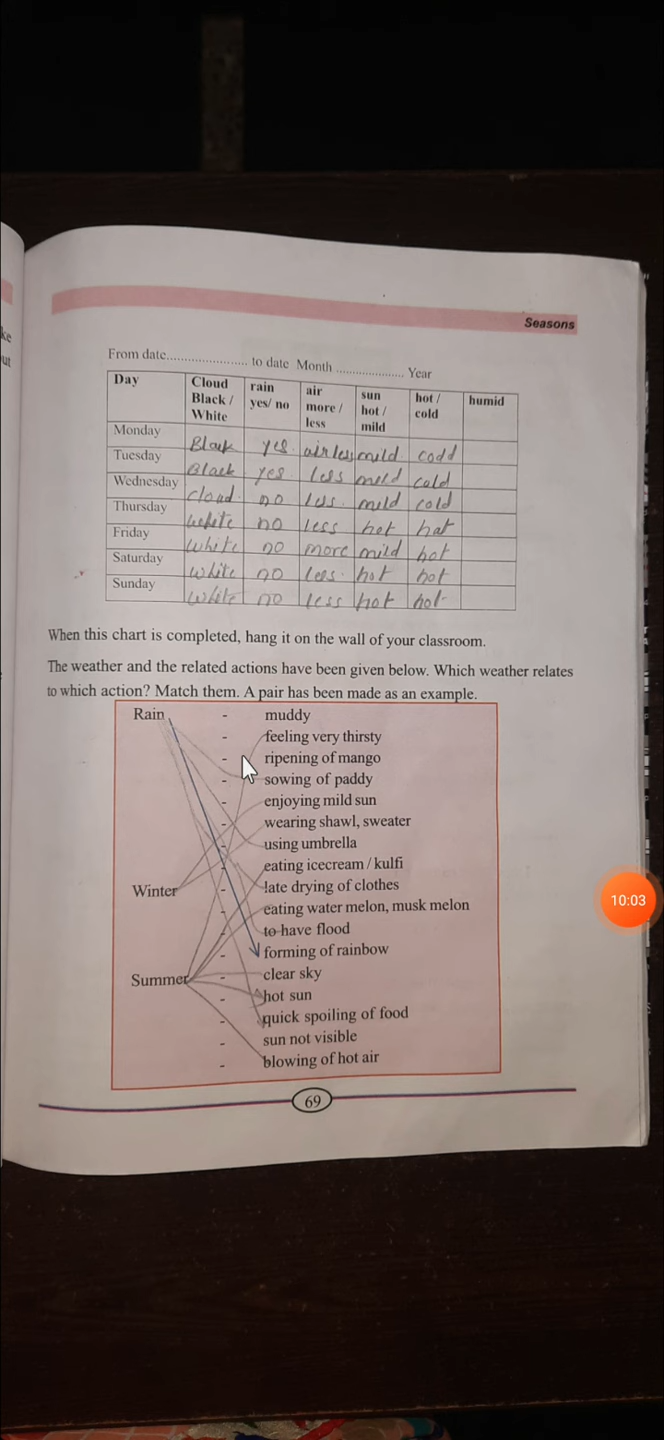 ke
ut
Seasons
From date....................... to date Month ................... Year
Day Cloud Black / White rain yes/ no air more / less sun hot / mild hot / cold humid
Monday Black yes. air less mild codd
Tuesday Black yes less mild cold
Wednesday cloud. no less. mild cold
Thursday white no less hot hat
Friday white no more mild hot
Saturday white no less. hot hot
Sunday white no less hot hot
When this chart is completed, hang it on the wall of your classroom.
The weather and the related actions have been given below. Which weather relates
to which action? Match them. A pair has been made as an example.
Rain - muddy
- feeling very thirsty
- ripening of mango
- sowing of paddy
- enjoying mild sun
- wearing shawl, sweater
- using umbrella
- eating icecream / kulfi
Winter - late drying of clothes
- eating water melon, musk melon
- to have flood
- forming of rainbow
Summer - clear sky
- hot sun
- quick spoiling of food
- sun not visible
- blowing of hot air
69
10:03